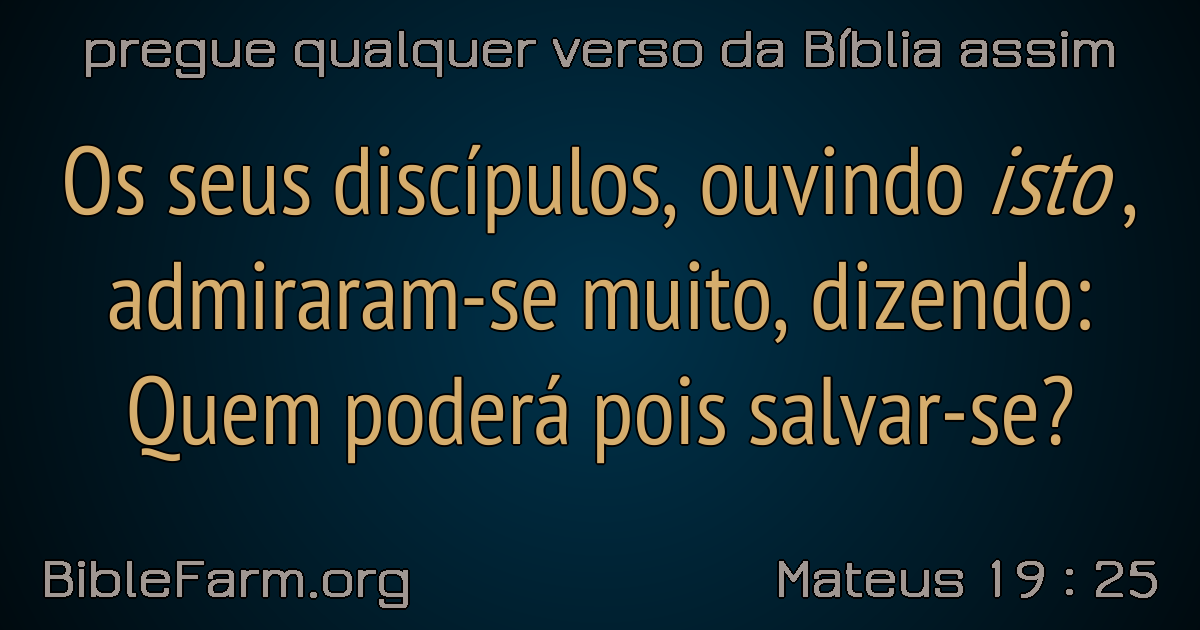 pregue qualquer verso da Bíblia assim
Os seus discípulos, ouvindo isto ,
admiraram-se muito, dizendo:
Quem poderá pois salvar-se?
BibleFarm.org
Mateus 19 : 25